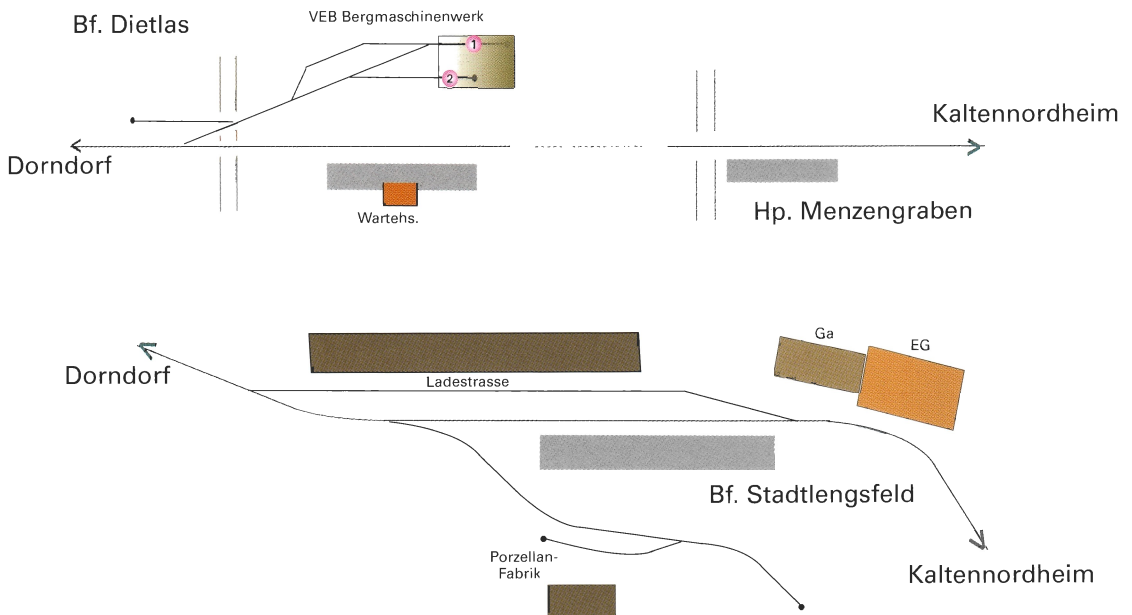 Bf. Dietlas
VEB Bergmaschinenwerk
1
2
Kaltennordheim
Dorndorf
Wartehs.
Hp. Menzengraben
Ga
EG
Dorndorf
Ladestrasse
Bf. Stadtlengsfeld
Porzellan-
Fabrik
Kaltennordheim